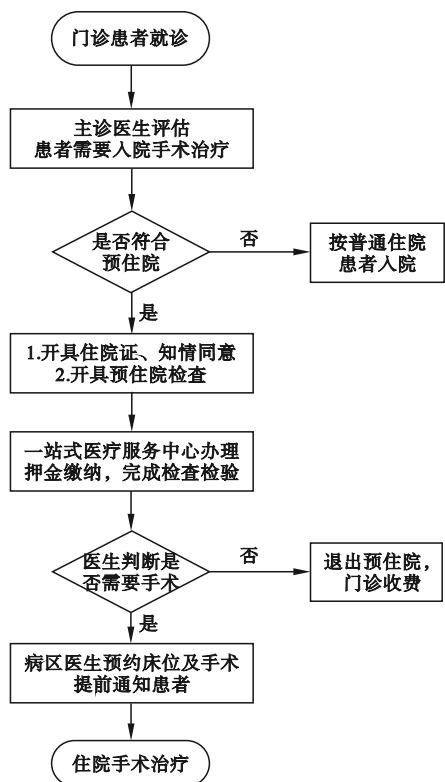 门诊患者就诊
主诊医生评估
患者需要入院手术治疗
是否符合
预住院
否
按普通住院
患者入院
是
1.开具住院证、知情同意
2.开具预住院检查
一站式医疗服务中心办理
押金缴纳，完成检查检验
医生判断是
否需要手术
否
退出预住院，
门诊收费
是
病区医生预约床位及手术
提前通知患者
住院手术治疗